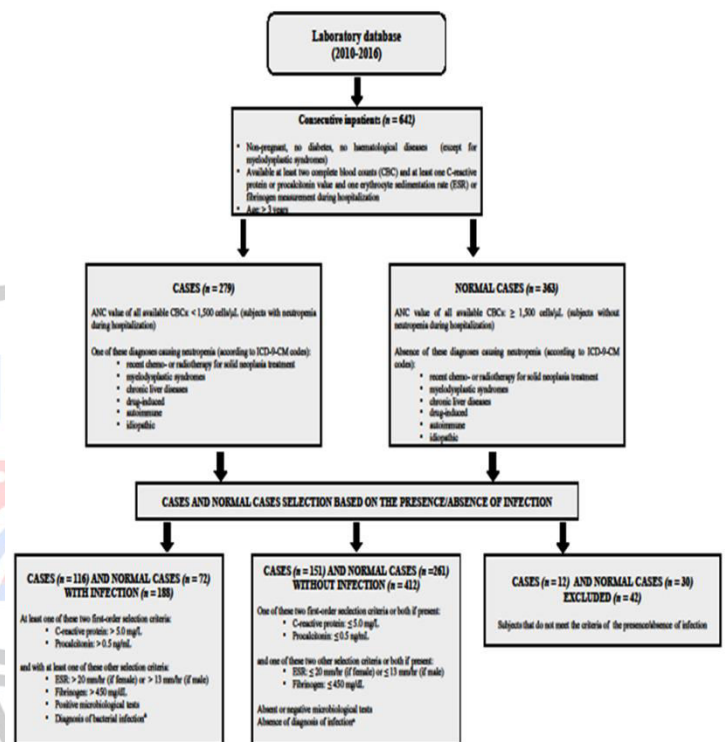 Laboratory database
(2010-2016)
Consecutive inpatients (n = 642)
• Non-pregnant, no diabetes, no haematological diseases (except for
myelodysplastic syndromes)
• Available at least two complete blood counts (CBC) and at least one C-reactive
protein or procalcitonin value and one erythrocyte sedimentation rate (ESR) or
fibrinogen measurement during hospitalization
• Age: > 3 years
CASES (n = 279)
ANC value of all available CBCs: < 1,500 cells/µL (subjects with neutropenia
during hospitalization)
One of these diagnoses causing neutropenia (according to ICD-9-CM
codes):
• recent chemo- or radiotherapy for solid neoplasia treatment
• myelodysplastic syndromes
• chronic liver diseases
• drug-induced
• autoimmune
• idiopathic
NORMAL CASES (n = 363)
ANC value of all available CBCs: ≥ 1,500 cells/µL (subjects without
neutropenia during hospitalization)
Absence of these diagnoses causing neutropenia (according to ICD-9-CM
codes):
• recent chemo- or radiotherapy for solid neoplasia treatment
• myelodysplastic syndromes
• chronic liver diseases
• drug-induced
• autoimmune
• idiopathic
CASES AND NORMAL CASES SELECTION BASED ON THE PRESENCE/ABSENCE OF INFECTION
CASES (n = 116) AND NORMAL CASES (n = 72)
WITH INFECTION (n = 188)
At least one of these two first-order selection criteria:
• C-reactive protein: > 5.0 mg/L
• Procalcitonin: > 0.5 ng/mL
and with at least one of these other selection criteria:
• ESR: > 20 mm/hr (if female) or > 13 mm/hr (if male)
• Fibrinogen: > 450 mg/dL
• Positive microbiological tests
• Diagnosis of bacterial infection
CASES (n = 151) AND NORMAL CASES (n =261)
WITHOUT INFECTION (n = 412)
One of these two first-order seclection criteria or both if present:
• C-reactive protein: ≤ 5.0 mg/L
• Procalcitonin: ≤ 0.5 ng/mL
and one of these two other selection criteria or both if present:
• ESR: ≤ 20 mm/hr (if female) or ≤ 13 mm/hr (if male)
• Fibrinogen: ≤ 450 mg/dL
Absent or negative microbiological tests
Absence of diagnosis of infection
CASES (n = 12) AND NORMAL CASES (n = 30)
EXCLUDED (n = 42)
Subjects that do not meet the criteria of the presence/absence of infection